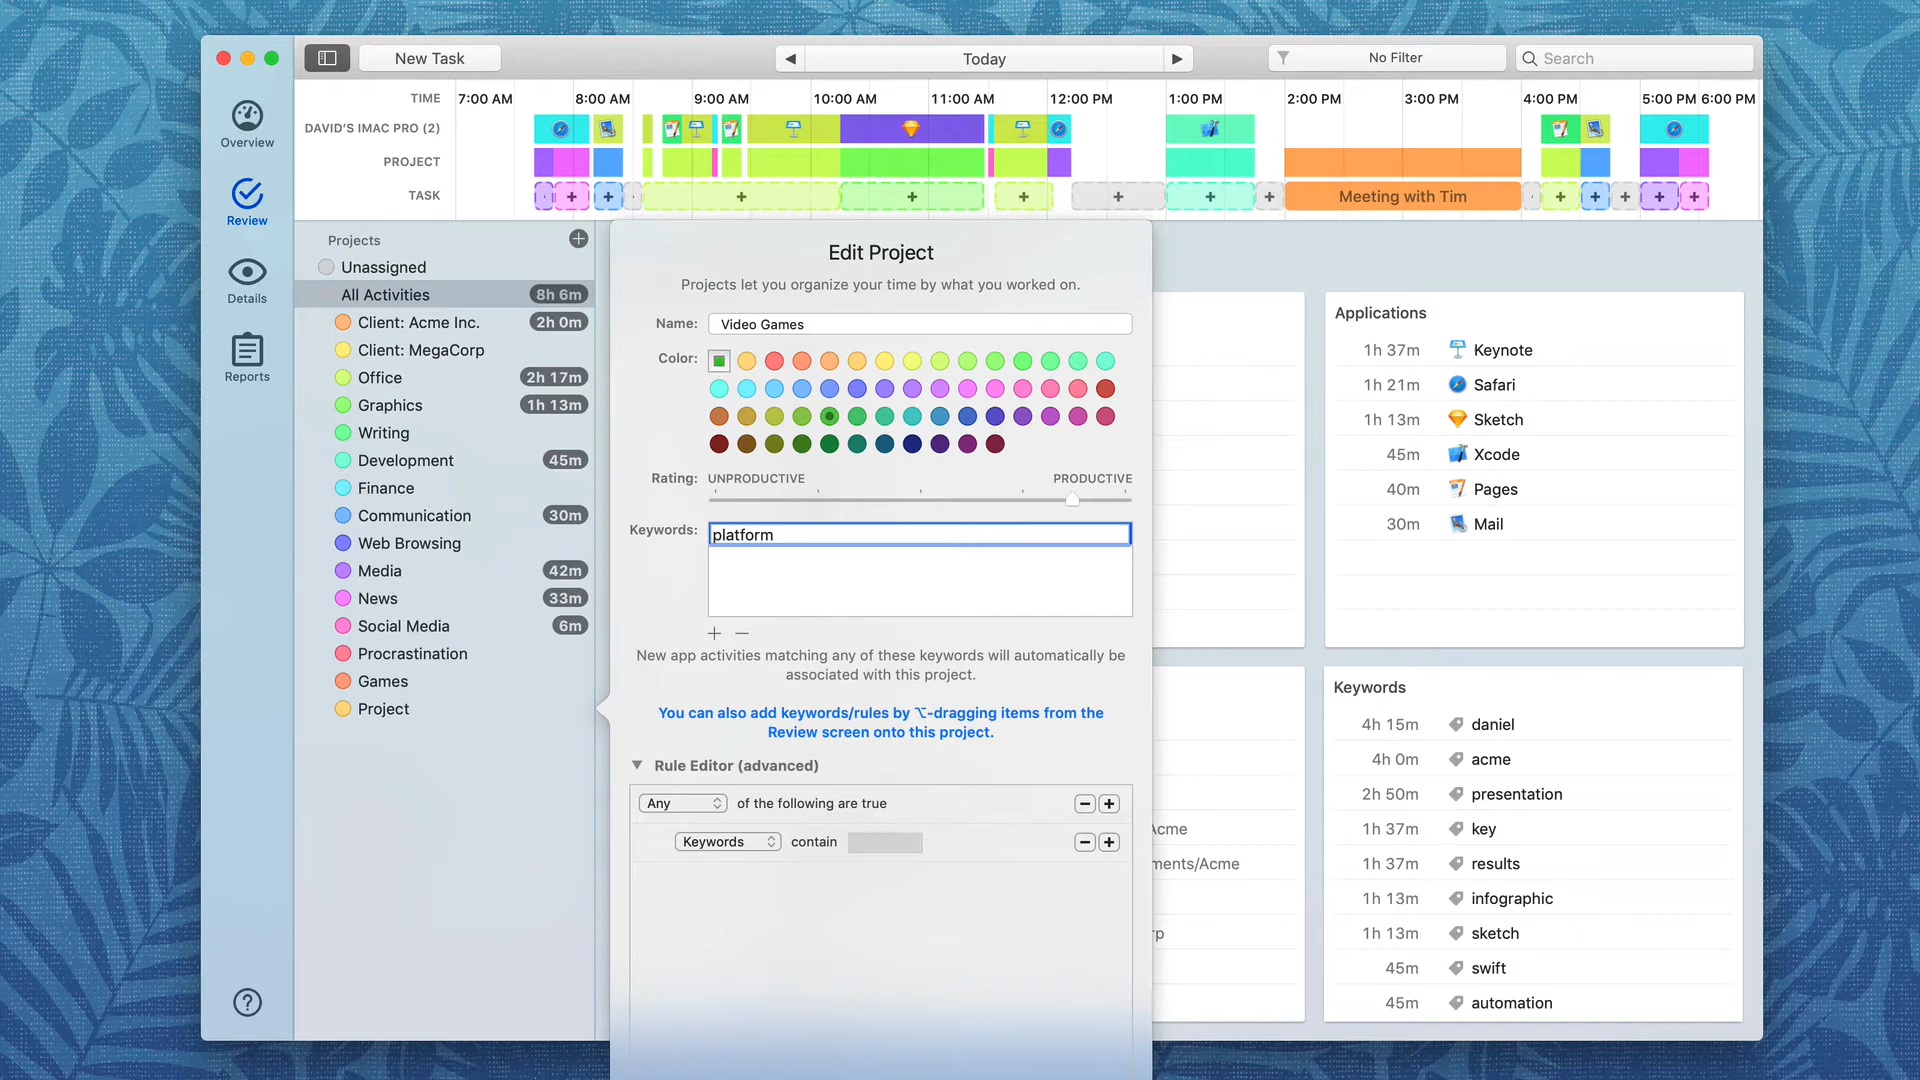 New Task
Today
No Filter
Search
TIME
7:00 AM
8:00 AM
9:00 AM
10:00 AM
11:00 AM
12:00 PM
1:00 PM
2:00 PM
3:00 PM
4:00 PM
5:00 PM
6:00 PM
DAVID'S IMAC PRO (2)
PROJECT
TASK
Meeting with Tim
Overview
Review
Details
Reports
Projects
Unassigned
All Activities 8h 6m
Client: Acme Inc. 2h 0m
Client: MegaCorp
Office 2h 17m
Graphics 1h 13m
Writing
Development 45m
Finance
Communication 30m
Web Browsing
Media 42m
News 33m
Social Media 6m
Procrastination
Games
Project
Edit Project
Projects let you organize your time by what you worked on.
Name: Video Games
Color:
Rating: UNPRODUCTIVE PRODUCTIVE
Keywords: platform
New app activities matching any of these keywords will automatically be
associated with this project.
You can also add keywords/rules by ⌥-dragging items from the
Review screen onto this project.
Rule Editor (advanced)
Any of the following are true
Keywords contain
Acme
ments/Acme
rp
Applications
1h 37m Keynote
1h 21m Safari
1h 13m Sketch
45m Xcode
40m Pages
30m Mail
Keywords
4h 15m daniel
4h 0m acme
2h 50m presentation
1h 37m key
1h 37m results
1h 13m infographic
1h 13m sketch
45m swift
45m automation